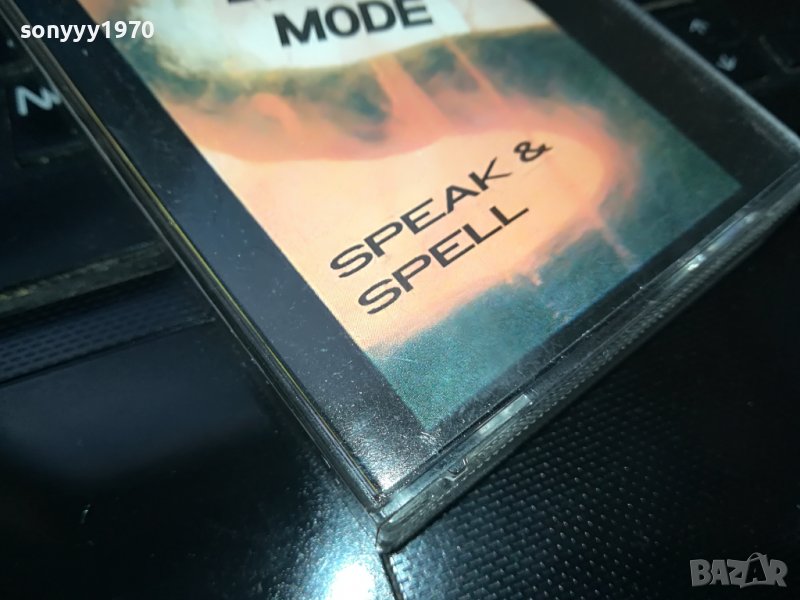 sonyyy1970
MODE
SPEAK &
SPELL
BAZAR